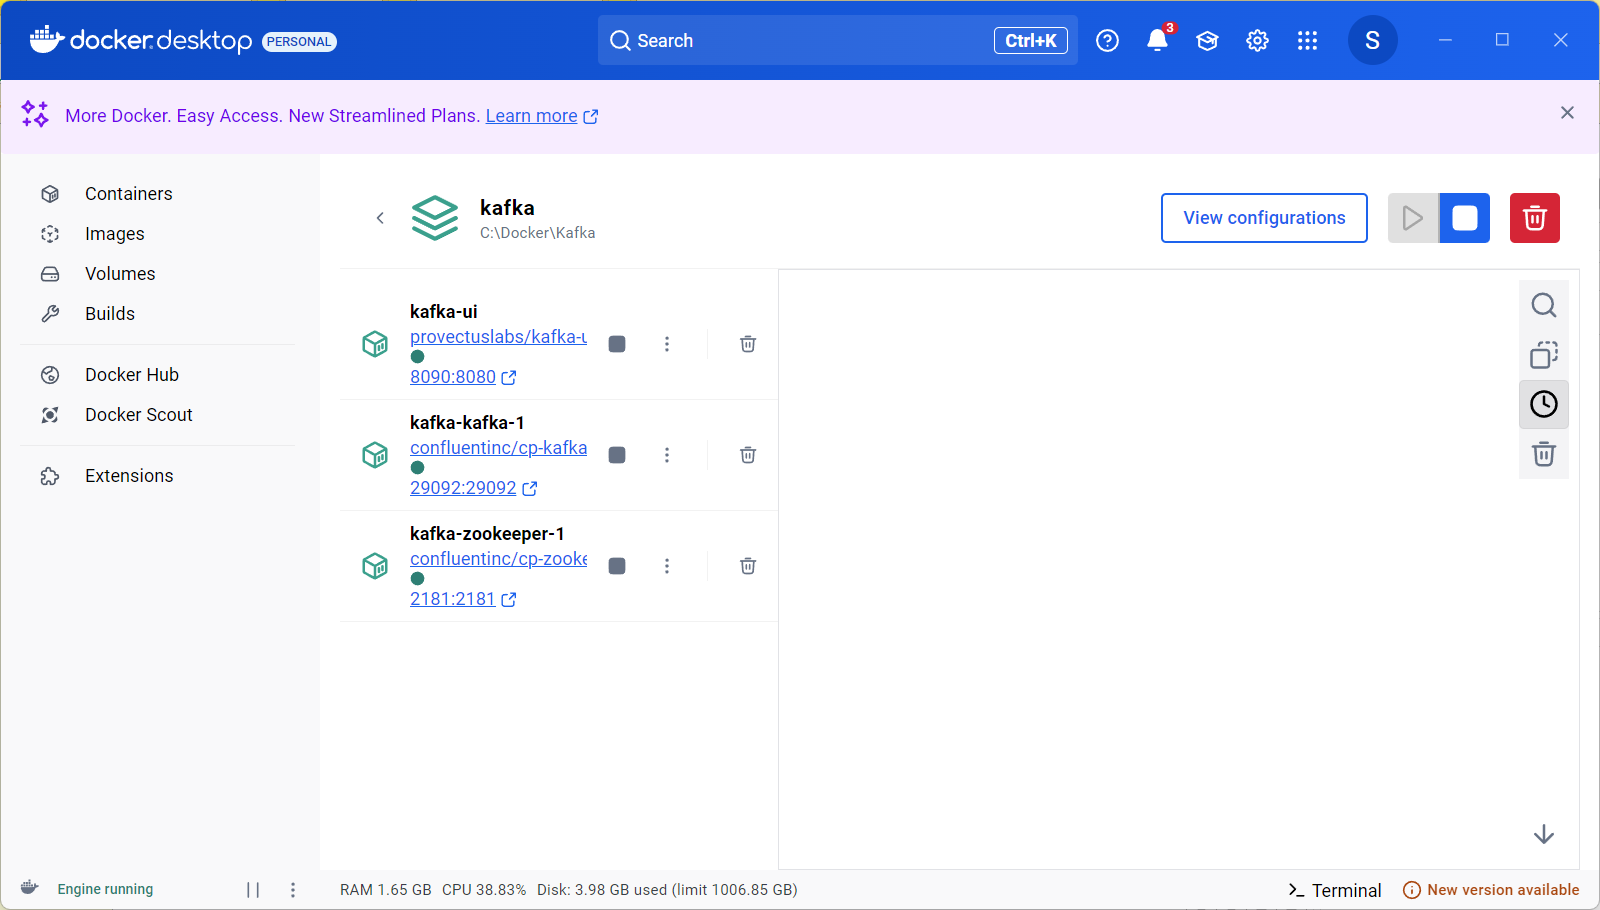 docker.desktop PERSONAL
Search
Ctrl+K
3
S
More Docker. Easy Access. New Streamlined Plans. Learn more
Containers
Images
Volumes
Builds
Docker Hub
Docker Scout
Extensions
kafka
C:\Docker\Kafka
View configurations
kafka-ui
provectuslabs/kafka-u
8090:8080
kafka-kafka-1
confluentinc/cp-kafka
29092:29092
kafka-zookeeper-1
confluentinc/cp-zooke
2181:2181
Engine running
RAM 1.65 GB CPU 38.83% Disk: 3.98 GB used (limit 1006.85 GB)
Terminal
New version available